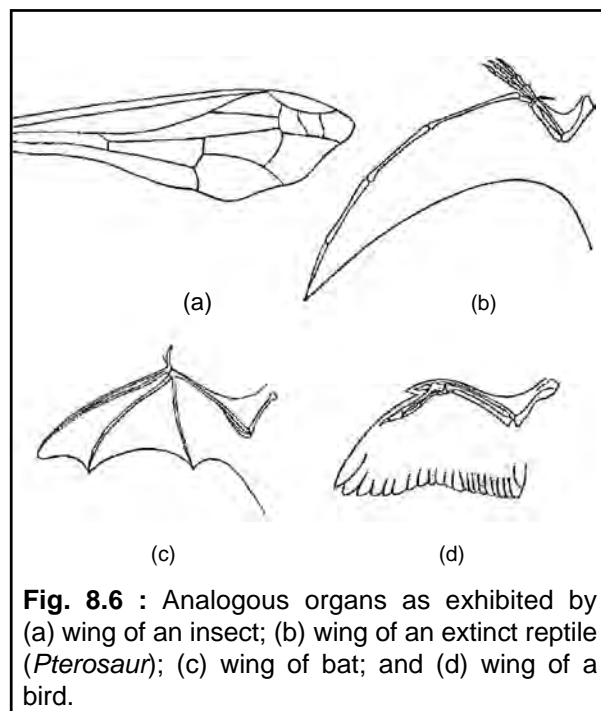 (a)
(b)
(c)
(d)
Fig. 8.6 : Analogous organs as exhibited by
(a) wing of an insect; (b) wing of an extinct reptile
(Pterosaur); (c) wing of bat; and (d) wing of a
bird.